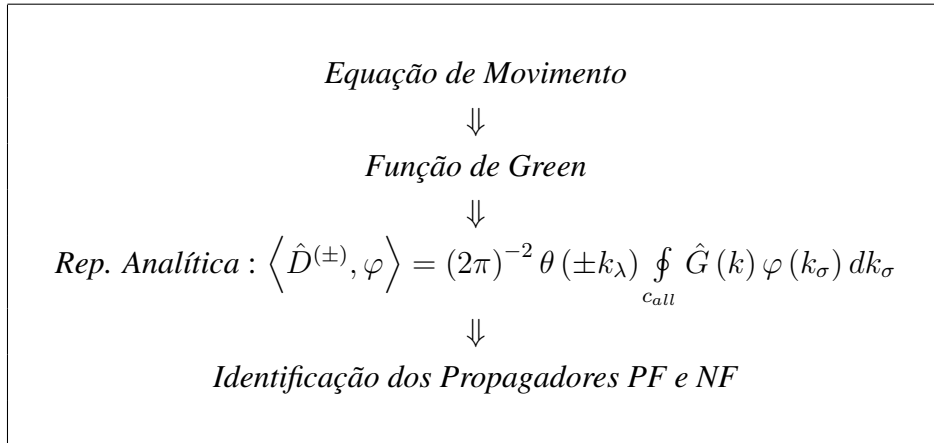 Equação de Movimento
⇓
Função de Green
⇓
Rep. Analítica : ⟨D̂^(±), φ⟩ = (2π)^−2 θ (±k_λ) ∮_{c_all} Ĝ (k) φ (k_σ) dk_σ
⇓
Identificação dos Propagadores PF e NF